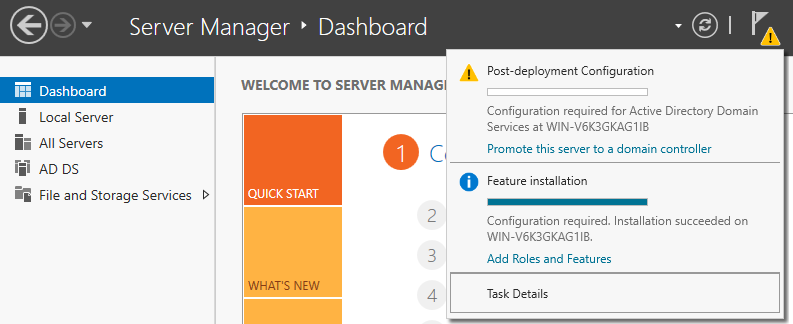 Server Manager ‣ Dashboard
Dashboard
Local Server
All Servers
AD DS
File and Storage Services
WELCOME TO SERVER MANAG
QUICK START
WHAT'S NEW
1
2
3
4
Post-deployment Configuration
Configuration required for Active Directory Domain
Services at WIN-V6K3GKAG1IB
Promote this server to a domain controller
Feature installation
Configuration required. Installation succeeded on
WIN-V6K3GKAG1IB.
Add Roles and Features
Task Details